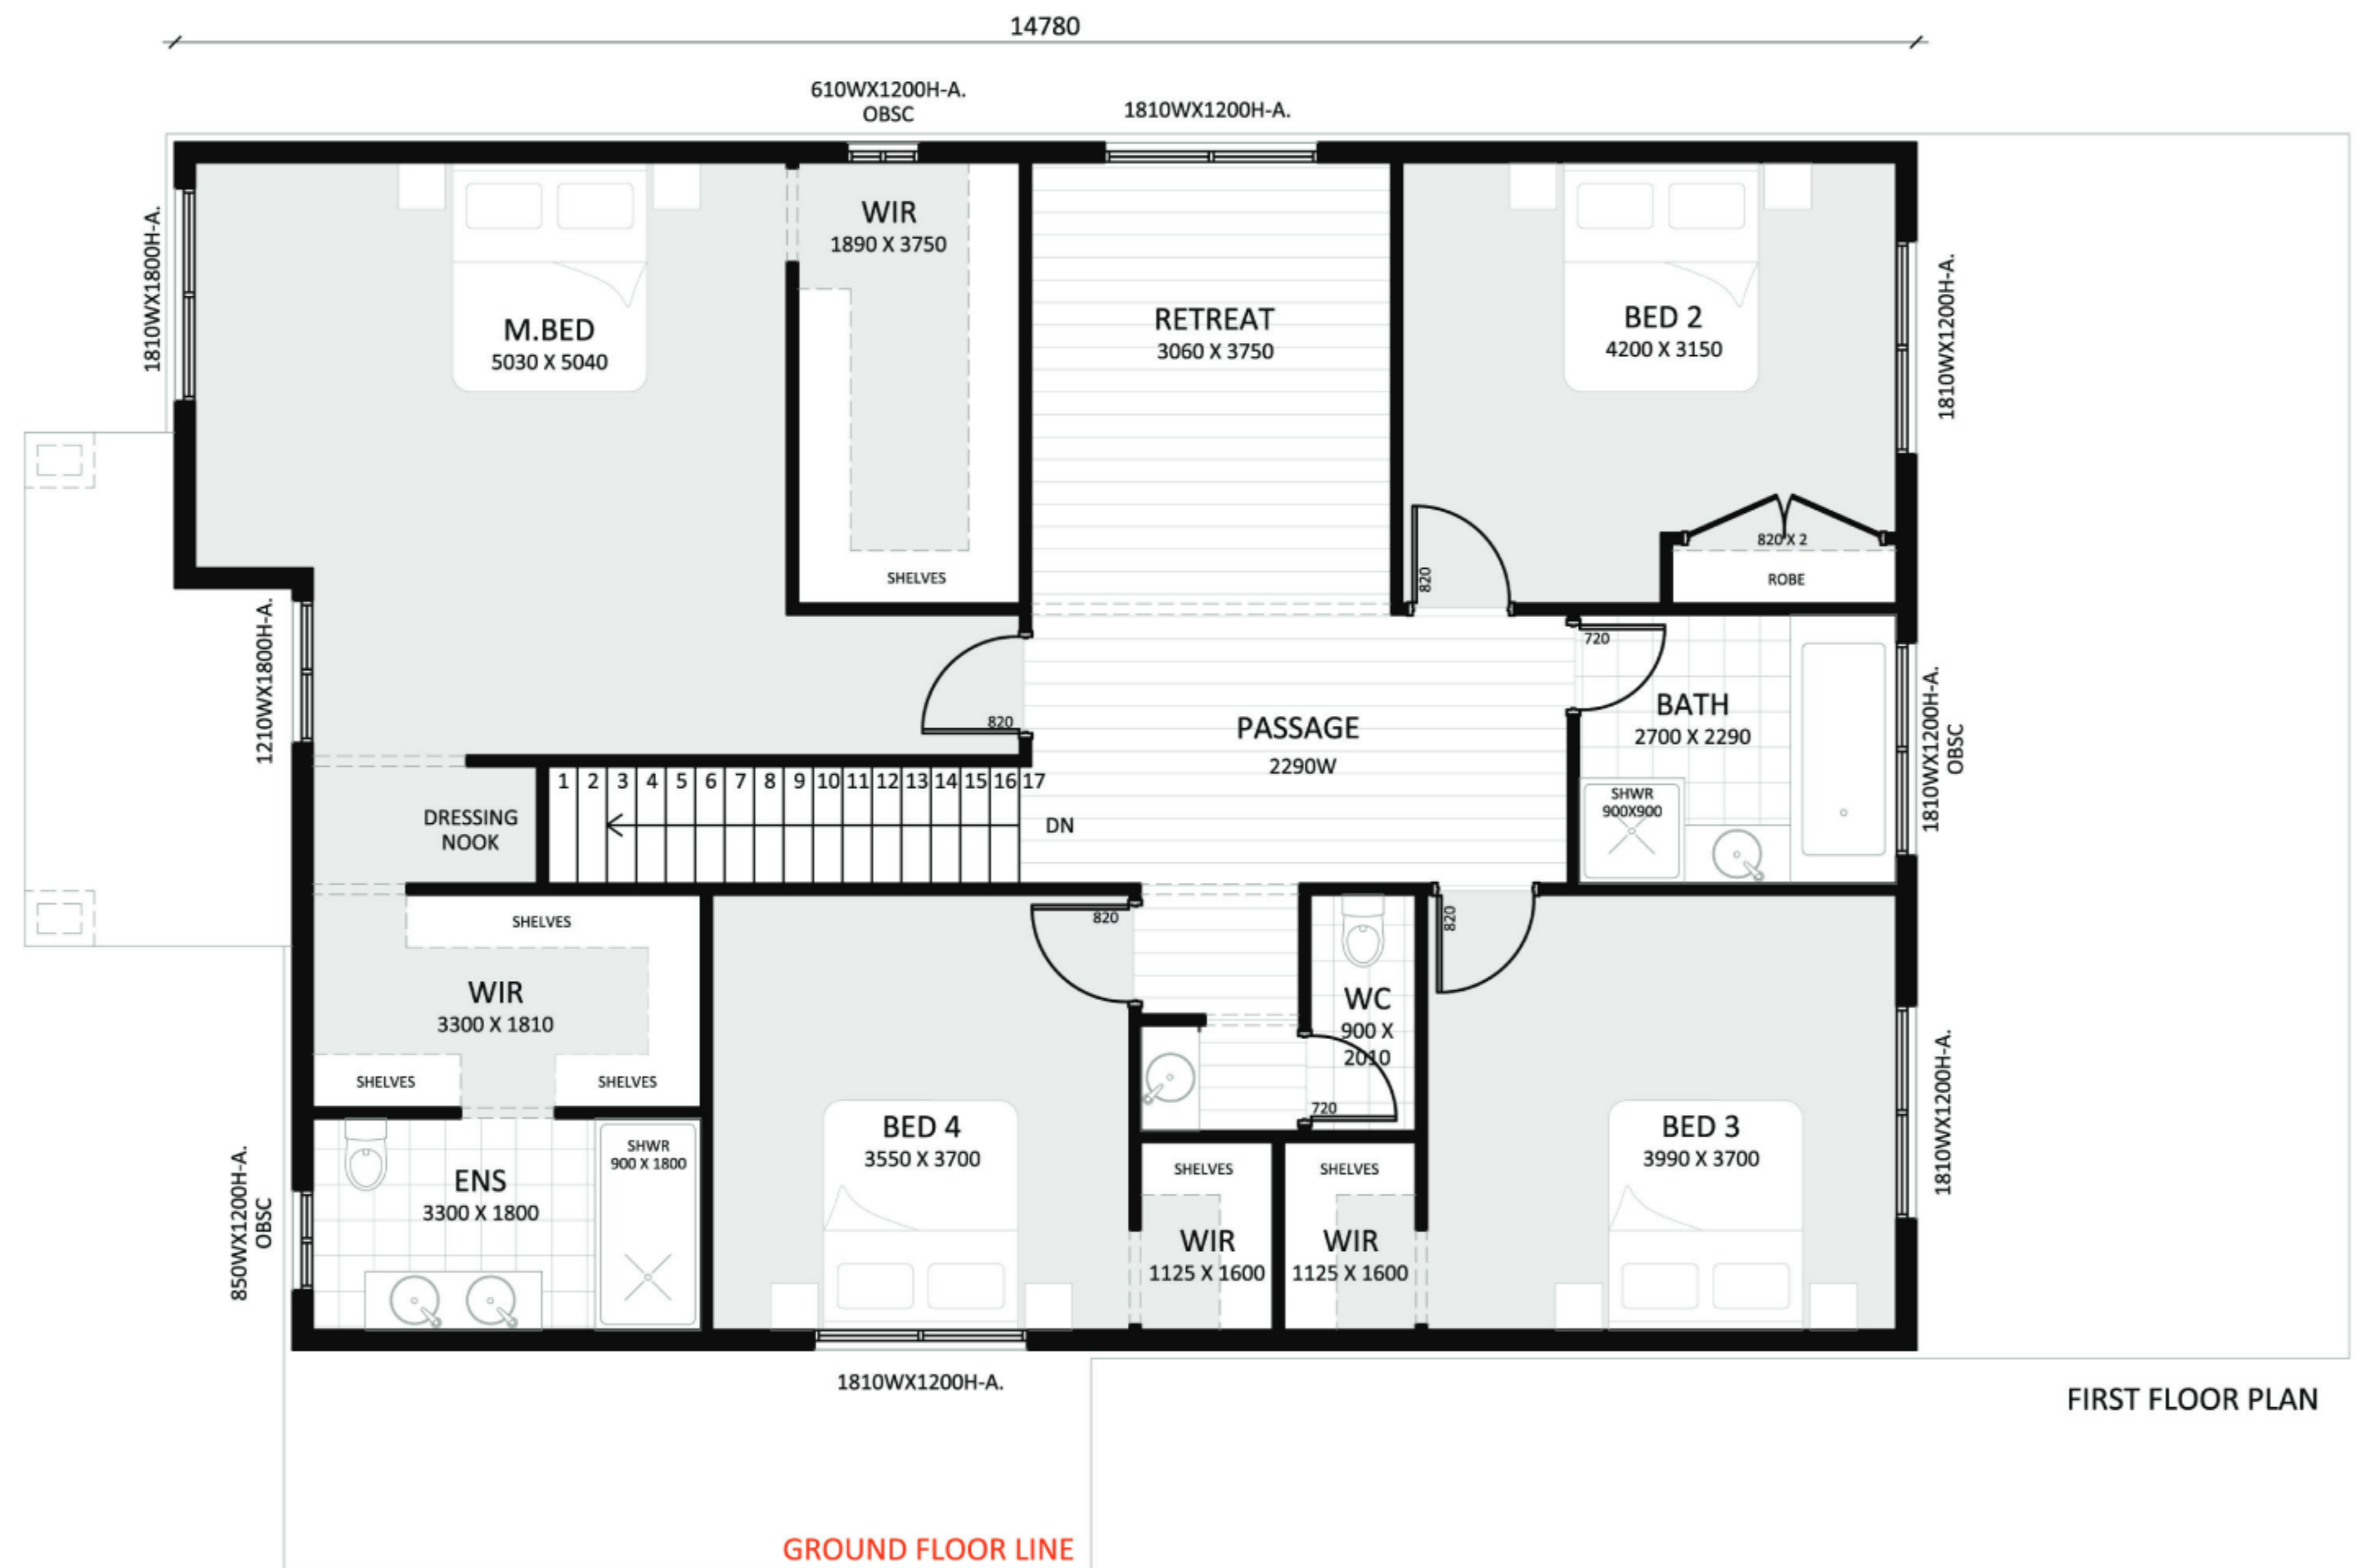 14780
610WX1200H-A.
OBSC
1810WX1200H-A.
1810WX1800H-A.
WIR
1890 X 3750
M.BED
5030 X 5040
RETREAT
3060 X 3750
BED 2
4200 X 3150
1810WX1200H-A.
SHELVES
820
820 X 2
ROBE
1210WX1800H-A.
820
720
PASSAGE
2290W
BATH
2700 X 2290
1810WX1200H-A.
OBSC
1 2 3 4 5 6 7 8 9 10 11 12 13 14 15 16 17
DN
DRESSING
NOOK
SHWR
900X900
SHELVES
820
820
WIR
3300 X 1810
WC
900 X
2010
SHELVES
SHELVES
1810WX1200H-A.
720
BED 4
3550 X 3700
BED 3
3990 X 3700
SHWR
900 X 1800
ENS
3300 X 1800
850WX1200H-A.
OBSC
SHELVES
SHELVES
WIR
1125 X 1600
WIR
1125 X 1600
1810WX1200H-A.
FIRST FLOOR PLAN
GROUND FLOOR LINE